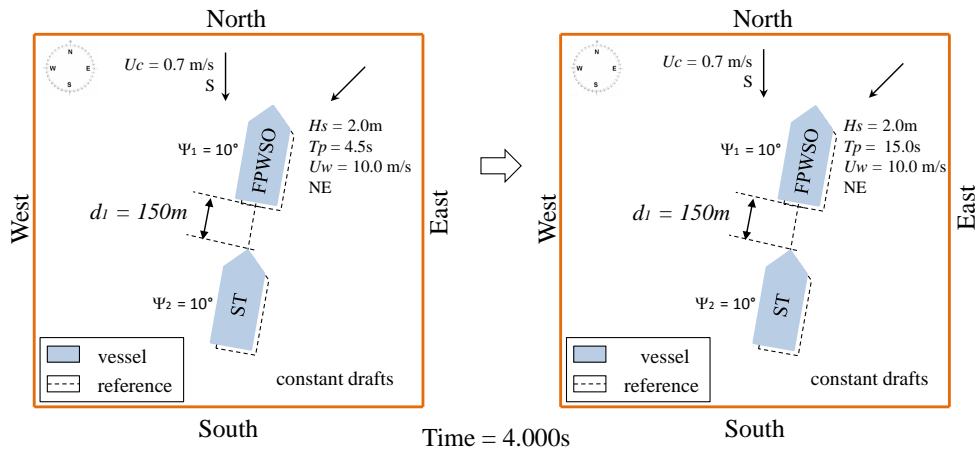 North
N
W
E
S
Uc = 0.7 m/s
S
Hs = 2.0m
Tp = 4.5s
Uw = 10.0 m/s
NE
Ψ1 = 10°
FPWSO
d1 = 150m
West
East
Ψ2 = 10°
ST
vessel
reference
constant drafts
South
North
N
W
E
S
Uc = 0.7 m/s
S
Hs = 2.0m
Tp = 15.0s
Uw = 10.0 m/s
NE
Ψ1 = 10°
FPWSO
d1 = 150m
West
East
Ψ2 = 10°
ST
vessel
reference
constant drafts
South
Time = 4.000s